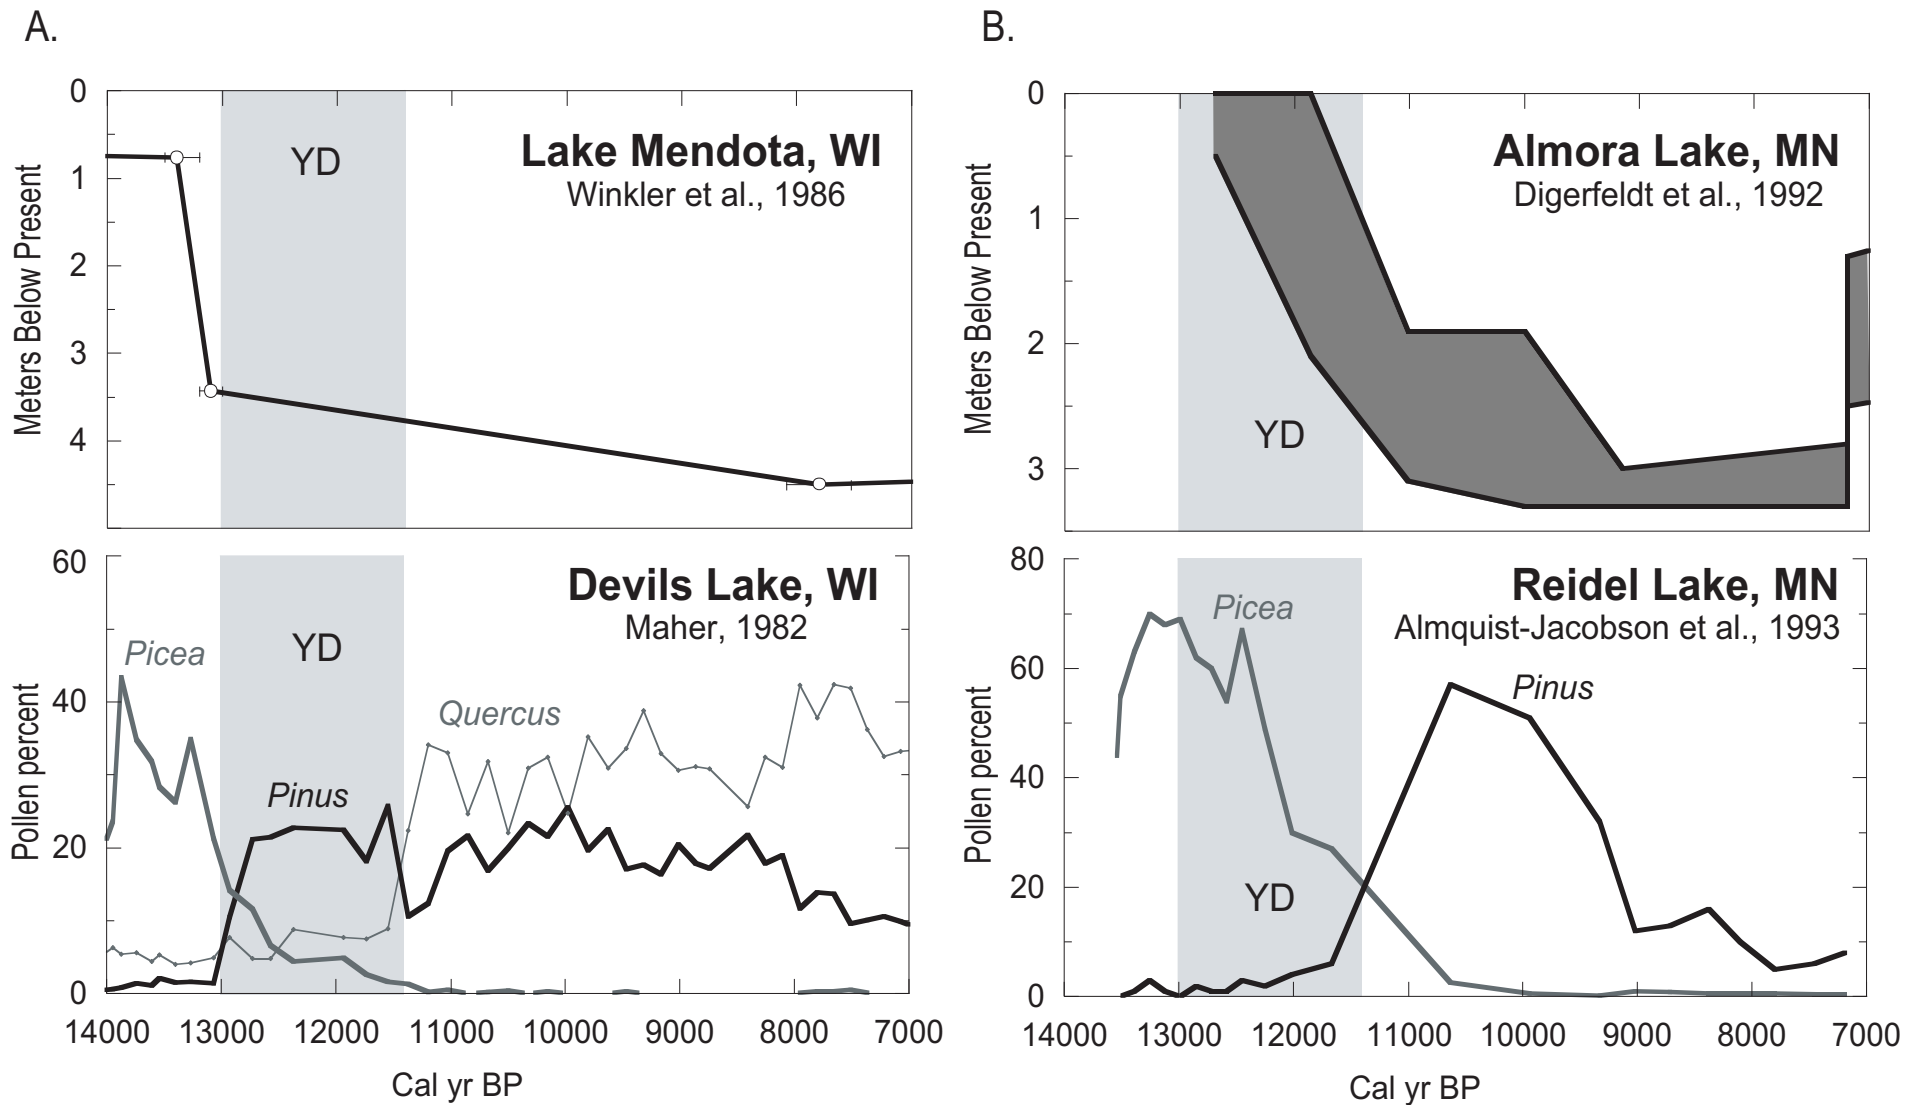 A.
0
1
2
3
4
Meters Below Present
YD
Lake Mendota, WI
Winkler et al., 1986
60
40
20
0
Pollen percent
Devils Lake, WI
Maher, 1982
YD
Picea
Quercus
Pinus
14000 13000 12000 11000 10000 9000 8000 7000
Cal yr BP
B.
0
1
2
3
Meters Below Present
Almora Lake, MN
Digerfeldt et al., 1992
YD
80
60
40
20
0
Pollen percent
Reidel Lake, MN
Almquist-Jacobson et al., 1993
Picea
Pinus
YD
14000 13000 12000 11000 10000 9000 8000 7000
Cal yr BP